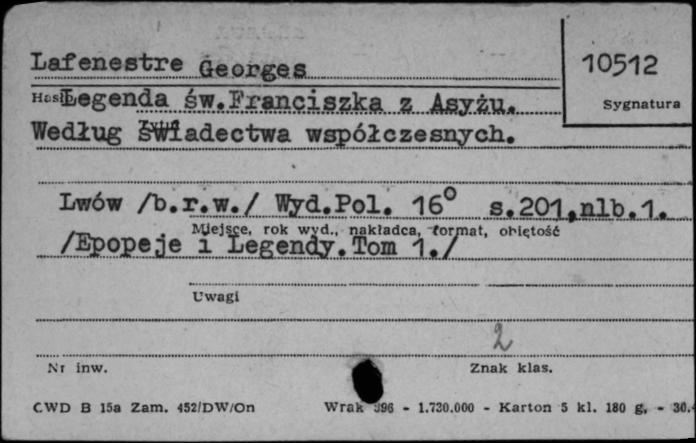 Lafenestre Georges
10512
Sygnatura
Hasło Legenda św.Franciszka z Asyżu.
Według świadectwa współczesnych.
Lwów /b.r.w./ Wyd.Pol. 16° s.201,nlb.1.
Miejsce, rok wyd., nakładca, format, objętość
/Epopeje i Legendy.Tom 1./
Uwagi
2
Nr inw.
Znak klas.
CWD B 15a Zam. 452/DW/On Wrak 396 - 1.730.000 - Karton 5 kl. 180 g, - 30.4